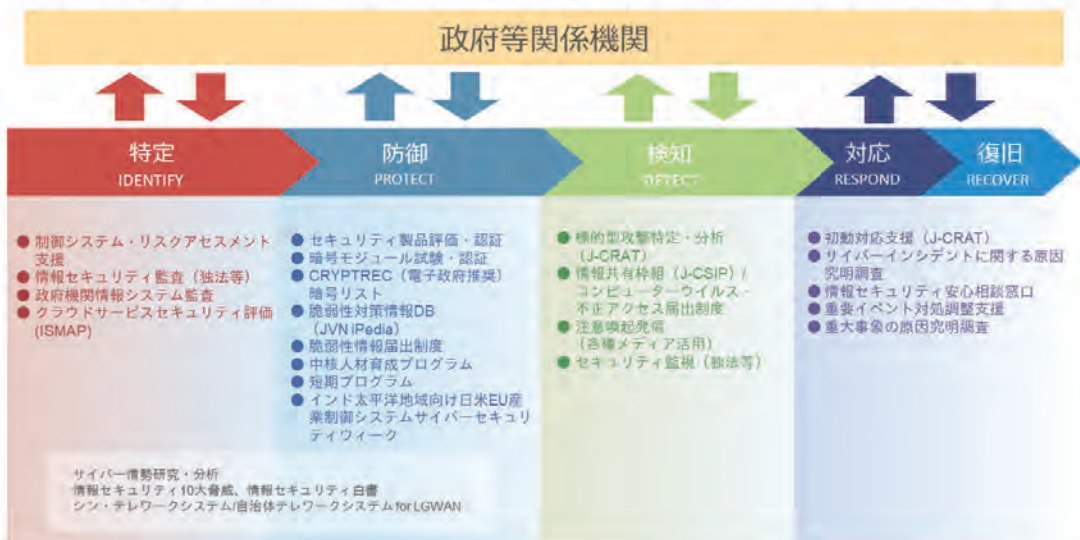 政府等関係機関
特定
IDENTIFY
防御
PROTECT
検知
DETECT
対応
RESPOND
復旧
RECOVER
● 制御システム・リスクアセスメント
支援
● 情報セキュリティ監査（独法等）
● 政府機関情報システム監査
● クラウドサービスセキュリティ評価
(ISMAP)
● セキュリティ製品評価・認証
● 暗号モジュール試験・認証
● CRYPTREC（電子政府推奨）
暗号リスト
● 脆弱性対策情報DB
（JVN iPedia）
● 脆弱性情報届出制度
● 中核人材育成プログラム
● 短期プログラム
● インド太平洋地域向け日米EU産
業制御システムサイバーセキュリ
ティウィーク
● 標的型攻撃特定・分析
（J-CRAT）
● 情報共有枠組（J-CSIP）/
コンピューターウイルス・
不正アクセス届出制度
● 注意喚起発信
（各種メディア活用）
● セキュリティ監視（独法等）
● 初動対応支援（J-CRAT）
● サイバーインシデントに関する原因
究明調査
● 情報セキュリティ安心相談窓口
● 重要イベント対処調整支援
● 重大事象の原因究明調査
サイバー情勢研究・分析
情報セキュリティ10大脅威、情報セキュリティ白書
シン・テレワークシステム/自治体テレワークシステム for LGWAN